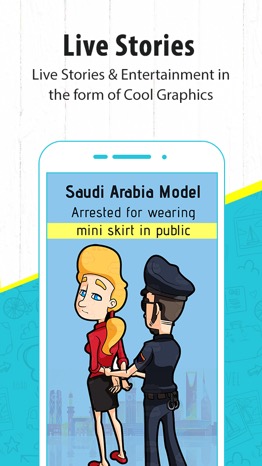 Live Stories
Live Stories & Entertainment in
the form of Cool Graphics
Saudi Arabia Model
Arrested for wearing
mini skirt in public